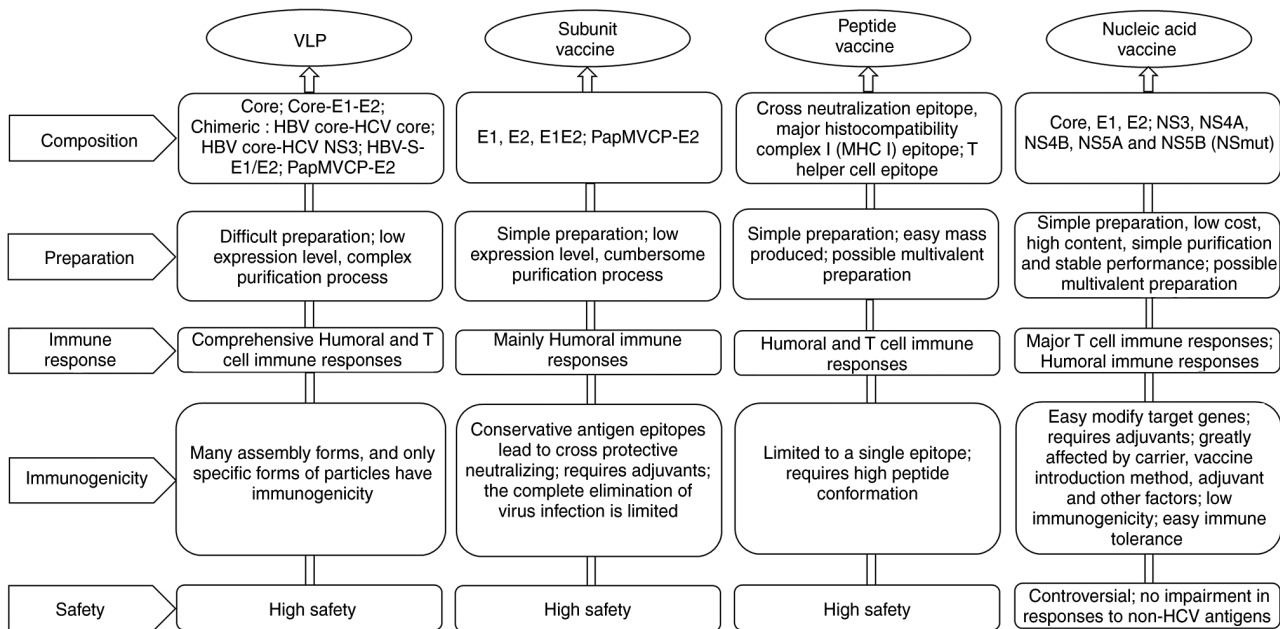 VLP
Subunit
vaccine
Peptide
vaccine
Nucleic acid
vaccine
Composition
Core; Core-E1-E2;
Chimeric : HBV core-HCV core;
HBV core-HCV NS3; HBV-S-
E1/E2; PapMVCP-E2
E1, E2, E1E2; PapMVCP-E2
Cross neutralization epitope,
major histocompatibility
complex I (MHC I) epitope; T
helper cell epitope
Core, E1, E2; NS3, NS4A,
NS4B, NS5A and NS5B (NSmut)
Preparation
Difficult preparation; low
expression level, complex
purification process
Simple preparation; low
expression level, cumbersome
purification process
Simple preparation; easy mass
produced; possible multivalent
preparation
Simple preparation, low cost,
high content, simple purification
and stable performance; possible
multivalent preparation
Immune
response
Comprehensive Humoral and T
cell immune responses
Mainly Humoral immune
responses
Humoral and T cell immune
responses
Major T cell immune responses;
Humoral immune responses
Immunogenicity
Many assembly forms, and only
specific forms of particles have
immunogenicity
Conservative antigen epitopes
lead to cross protective
neutralizing; requires adjuvants;
the complete elimination of
virus infection is limited
Limited to a single epitope;
requires high peptide
conformation
Easy modify target genes;
requires adjuvants; greatly
affected by carrier, vaccine
introduction method, adjuvant
and other factors; low
immunogenicity; easy immune
tolerance
Safety
High safety
High safety
High safety
Controversial; no impairment in
responses to non-HCV antigens